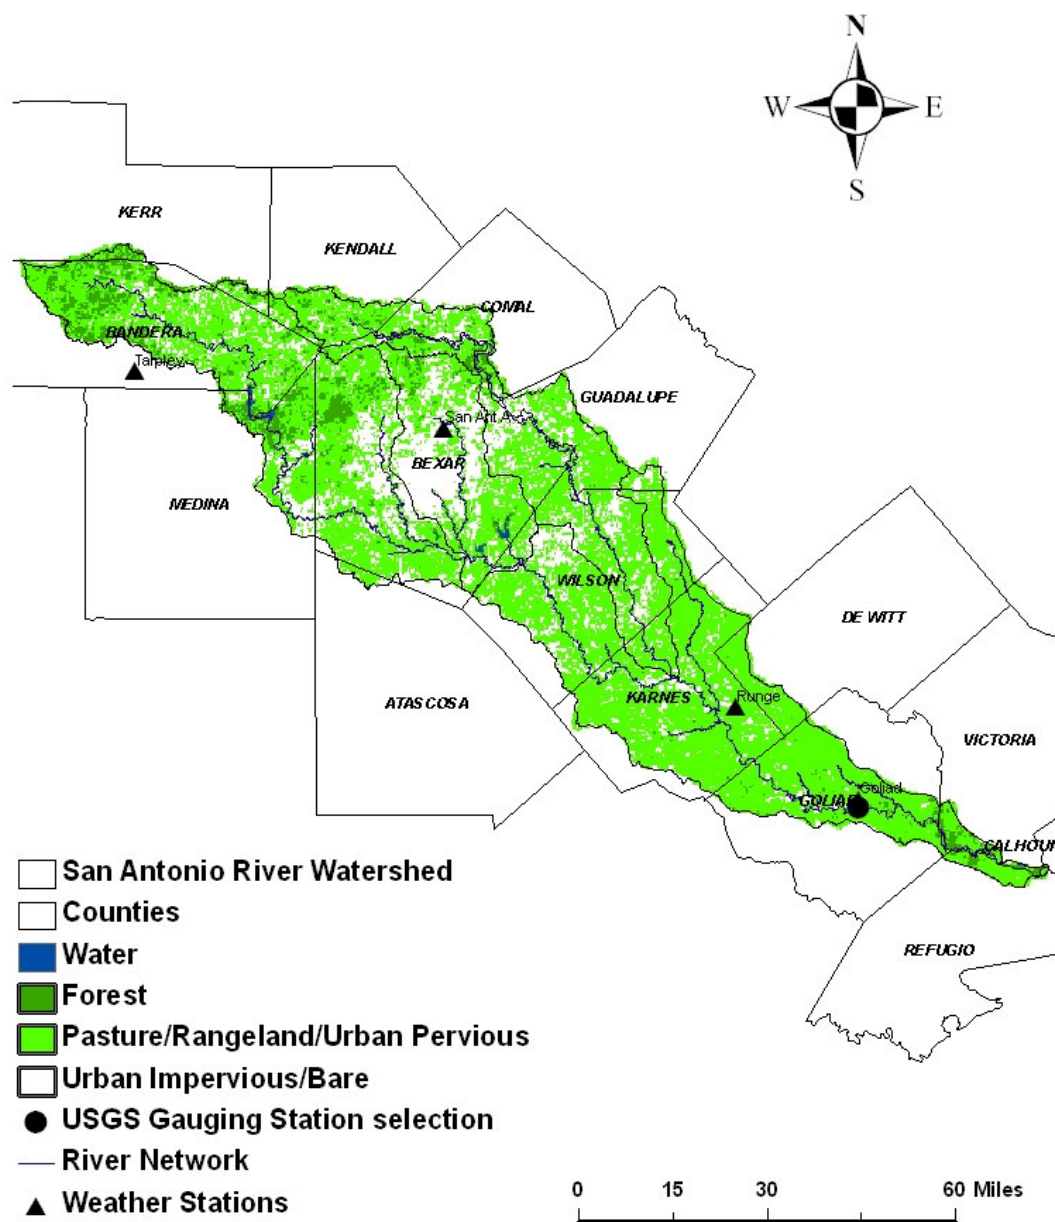 N
W E
S
KERR
KENDALL
COMAL
BANDERA
Tarpley
GUADALUPE
San Ant.A
BEXAR
MEDINA
WILSON
DE WITT
KARNES
Runge
ATASCOSA
VICTORIA
Goliad
GOLIAD
CALHOUN
REFUGIO
San Antonio River Watershed
Counties
Water
Forest
Pasture/Rangeland/Urban Pervious
Urban Impervious/Bare
USGS Gauging Station selection
River Network
Weather Stations
0 15 30 60 Miles